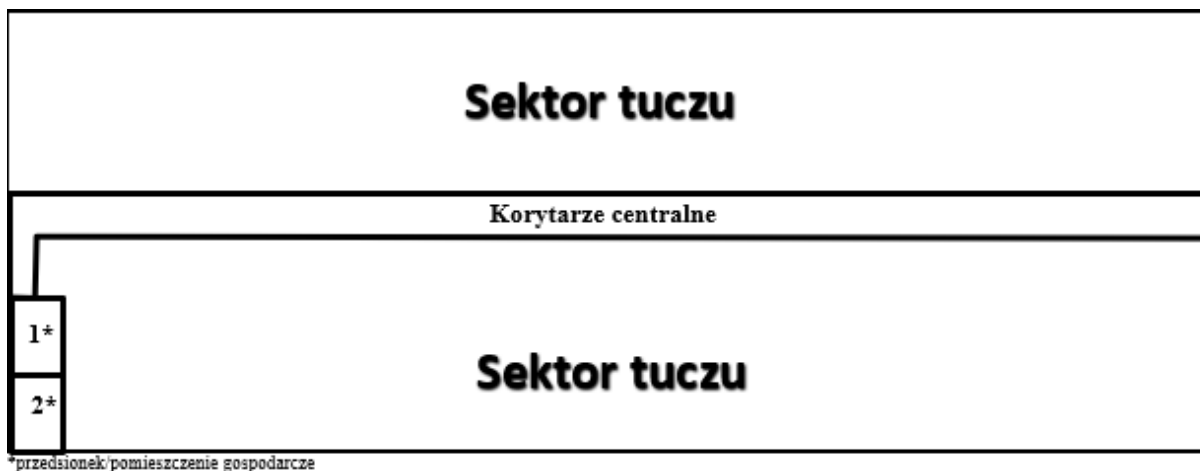 Sektor tuczu
Korytarze centralne
1*
Sektor tuczu
2*
*przedsionek/pomieszczenie gospodarcze